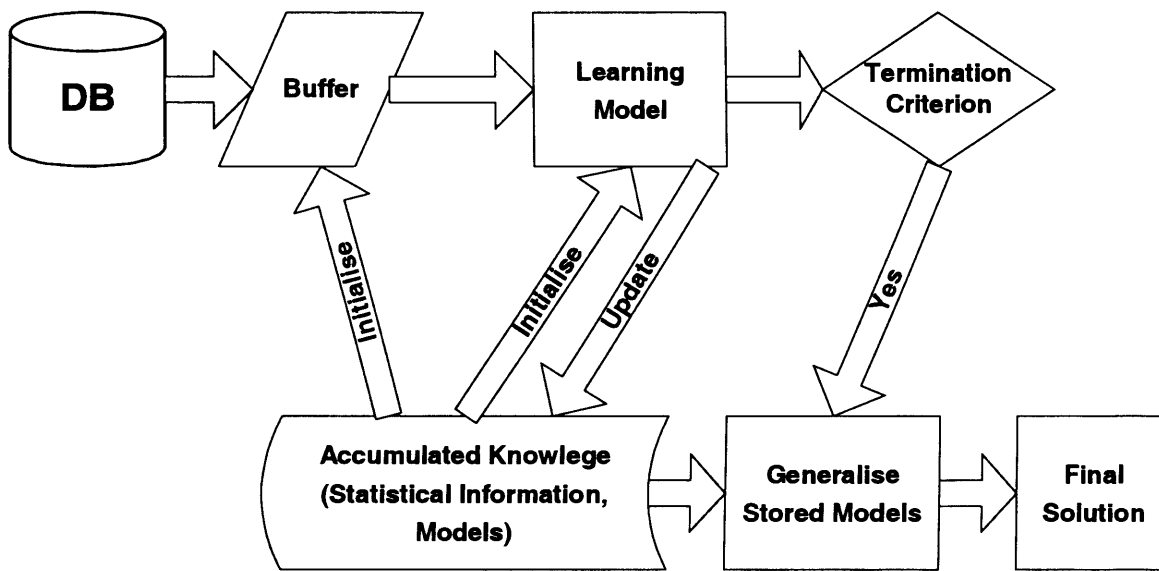 DB
Buffer
Learning
Model
Termination
Criterion
Initialise
Initialise
Update
Yes
Accumulated Knowlege
(Statistical Information,
Models)
Generalise
Stored Models
Final
Solution